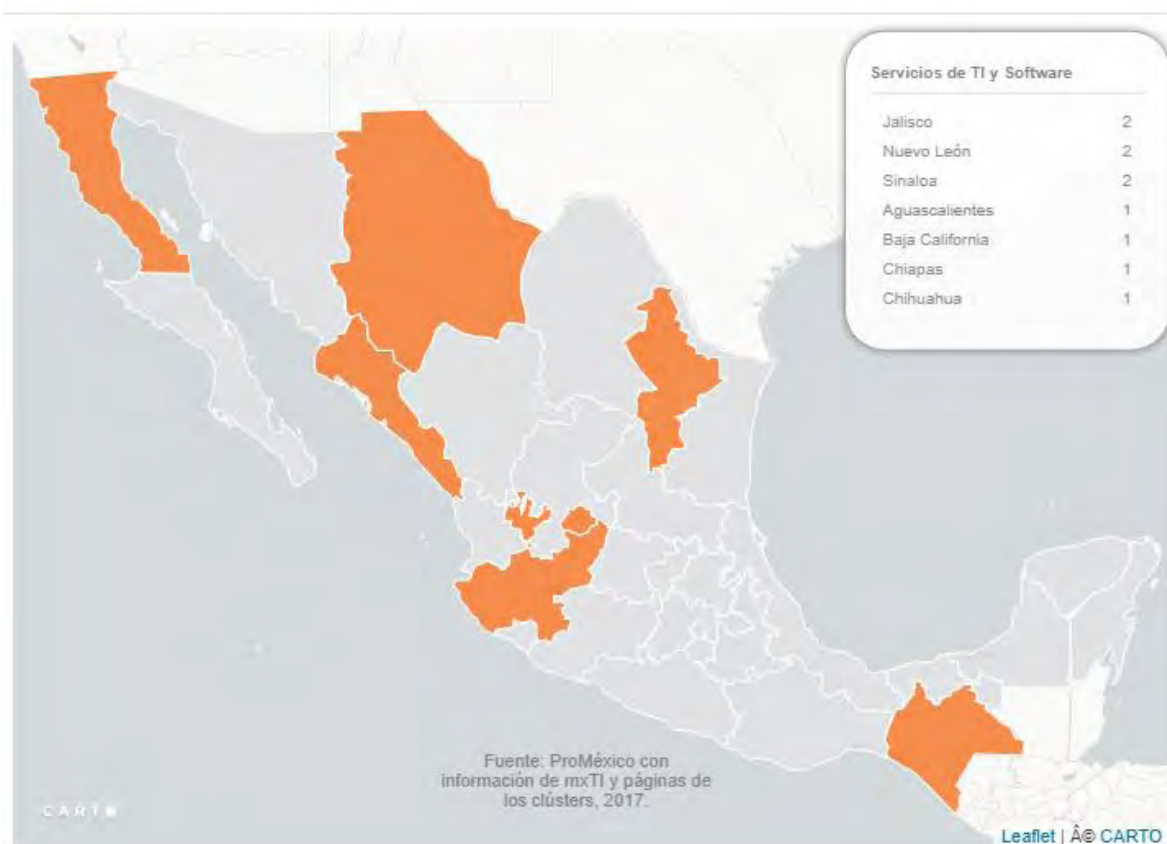 Servicios de TI y Software
Jalisco 2
Nuevo León 2
Sinaloa 2
Aguascalientes 1
Baja California 1
Chiapas 1
Chihuahua 1
Fuente: ProMéxico con
información de mxTI y páginas de
los clústers, 2017.
CARTO
Leaflet | Â© CARTO